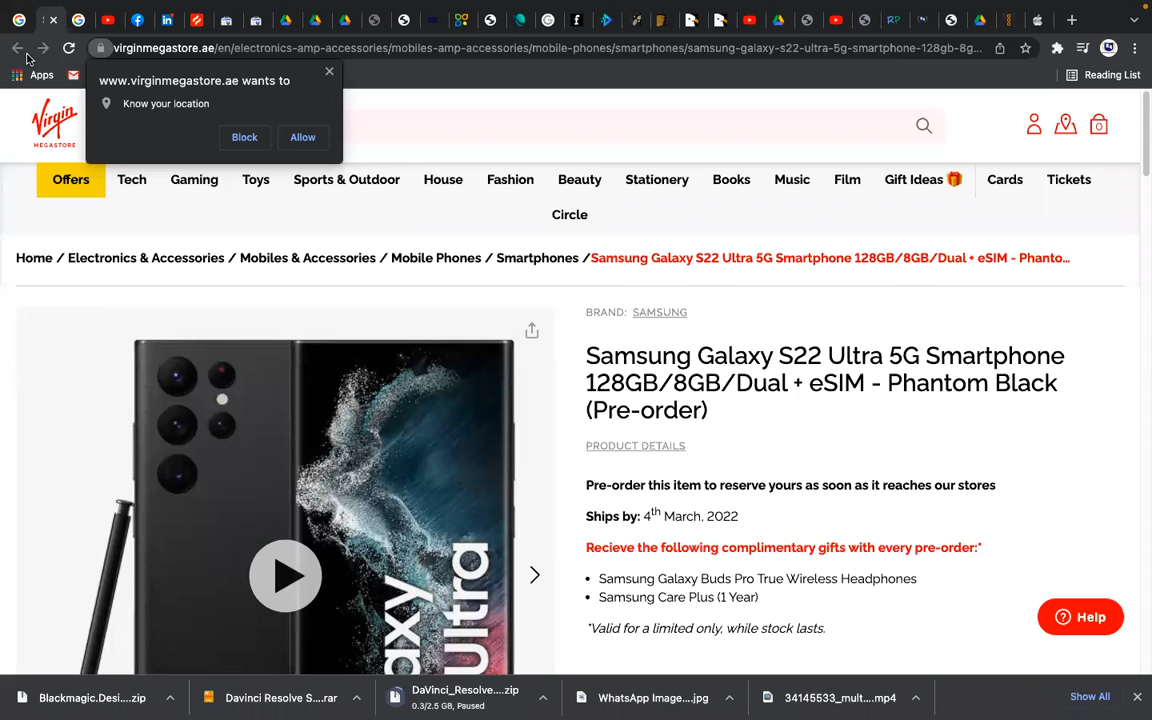 virginmegastore.ae/en/electronics-amp-accessories/mobiles-amp-accessories/mobile-phones/smartphones/samsung-galaxy-s22-ultra-5g-smartphone-128gb-8g...
Apps
Reading List
www.virginmegastore.ae wants to
Know your location
Block
Allow
Virgin
MEGASTORE
0
Offers
Tech
Gaming
Toys
Sports & Outdoor
House
Fashion
Beauty
Stationery
Books
Music
Film
Gift Ideas
Cards
Tickets
Circle
Home / Electronics & Accessories / Mobiles & Accessories / Mobile Phones / Smartphones /Samsung Galaxy S22 Ultra 5G Smartphone 128GB/8GB/Dual + eSIM - Phanto...
BRAND: SAMSUNG
Samsung Galaxy S22 Ultra 5G Smartphone
128GB/8GB/Dual + eSIM - Phantom Black
(Pre-order)
PRODUCT DETAILS
Pre-order this item to reserve yours as soon as it reaches our stores
Ships by: 4th March, 2022
Recieve the following complimentary gifts with every pre-order:*
• Samsung Galaxy Buds Pro True Wireless Headphones
• Samsung Care Plus (1 Year)
*Valid for a limited only, while stock lasts.
axy
Ultra
Help
Blackmagic.Desi....zip
Davinci Resolve S....rar
DaVinci_Resolve....zip
0.3/2.5 GB, Paused
WhatsApp Image....jpg
34145533_mult....mp4
Show All